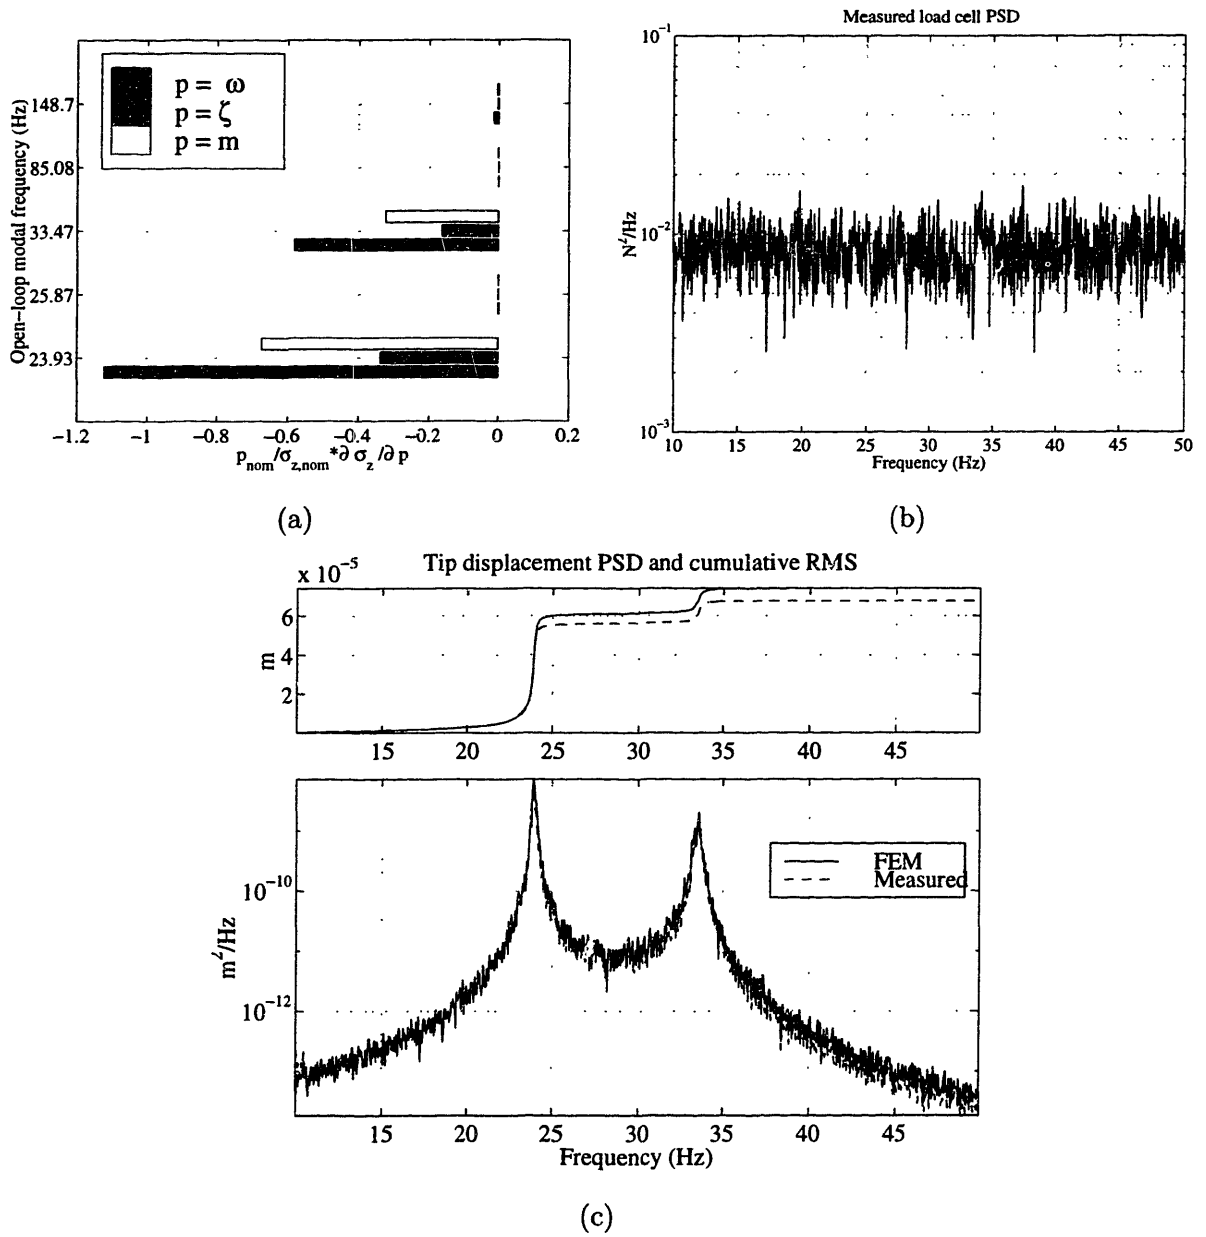 p = ω
p = ζ
p = m
Open-loop modal frequency (Hz)
148.7
85.08
33.47
25.87
23.93
-1.2 -1 -0.8 -0.6 -0.4 -0.2 0 0.2
p_nom/σ_z,nom*∂ σ_z/∂ p
(a)
Measured load cell PSD
N²/Hz
10⁻¹
10⁻²
10⁻³
10 15 20 25 30 35 40 45 50
Frequency (Hz)
(b)
Tip displacement PSD and cumulative RMS
x 10⁻⁵
m
6
4
2
15 20 25 30 35 40 45
m²/Hz
10⁻¹⁰
10⁻¹²
FEM
Measured
15 20 25 30 35 40 45
Frequency (Hz)
(c)